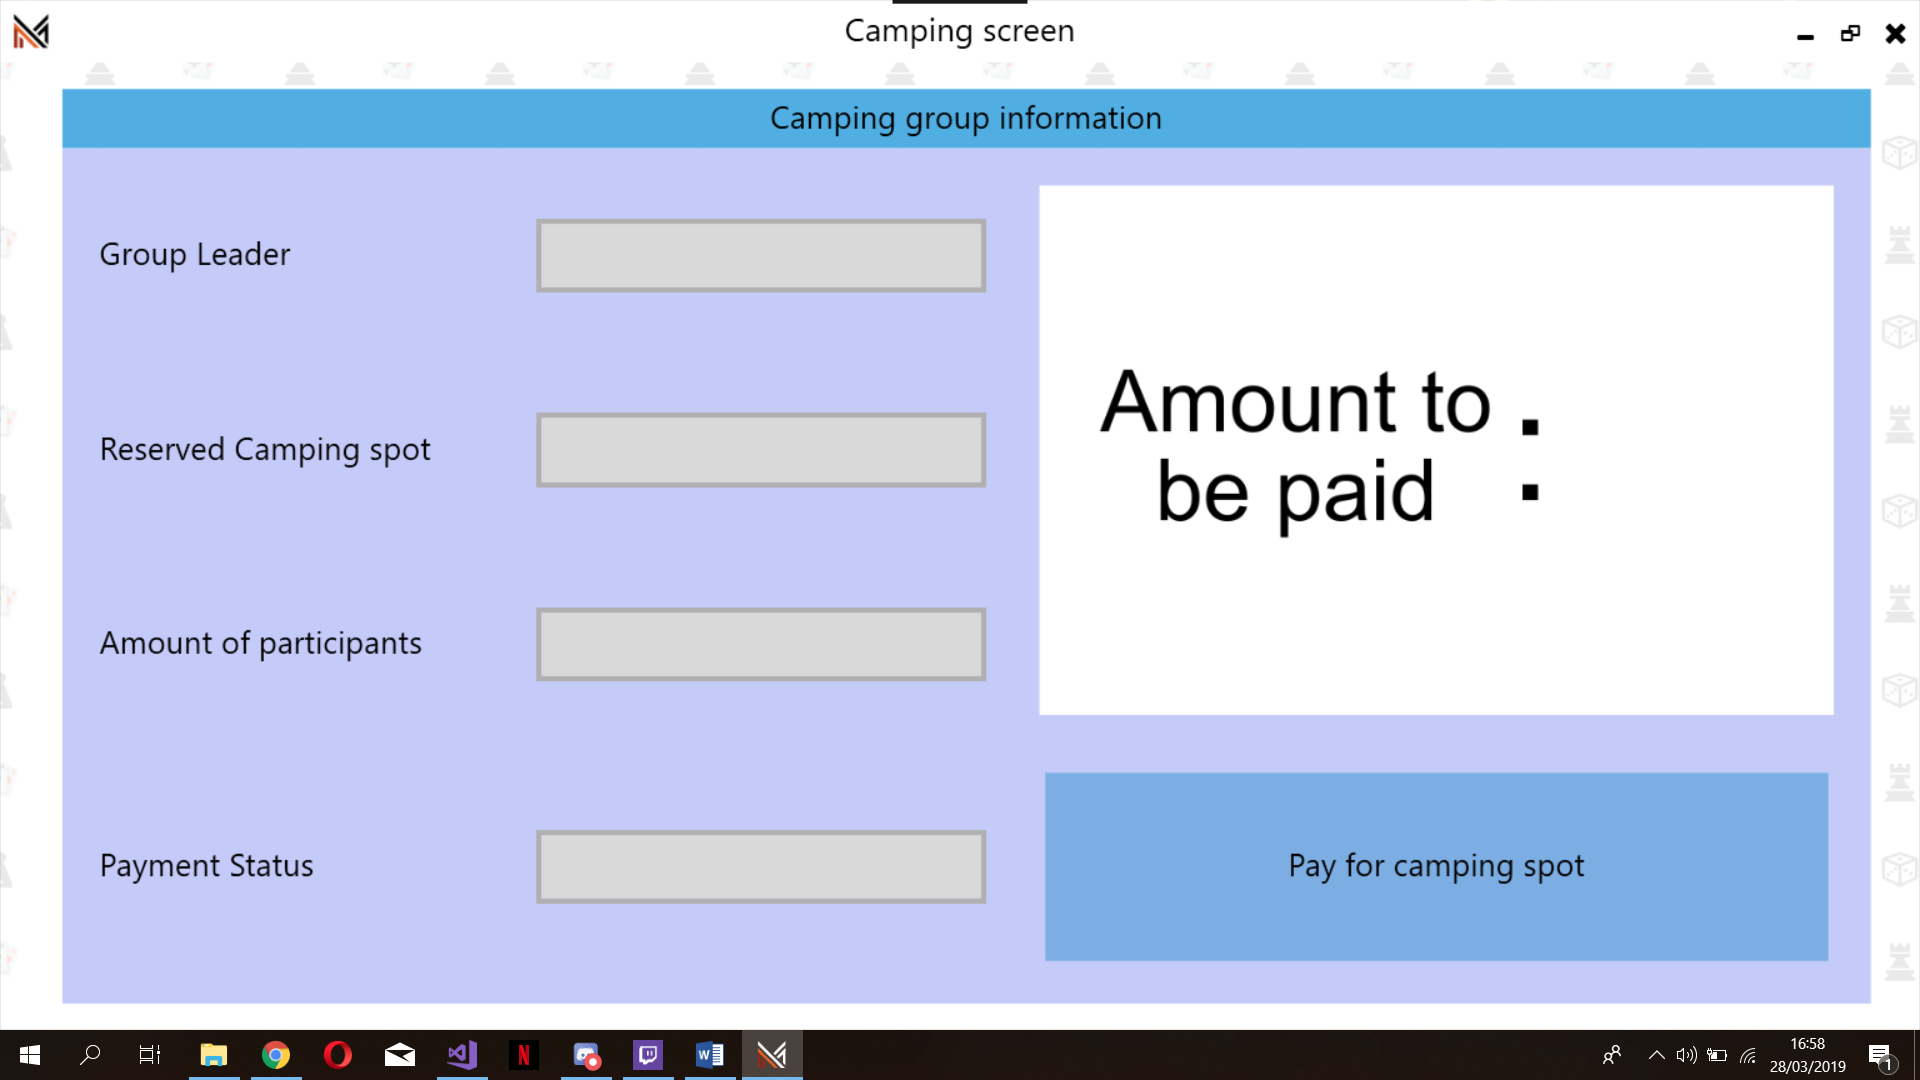 Camping screen
Camping group information
Group Leader
Reserved Camping spot
Amount of participants
Payment Status
Amount to
be paid
:
Pay for camping spot
16:58
28/03/2019
1